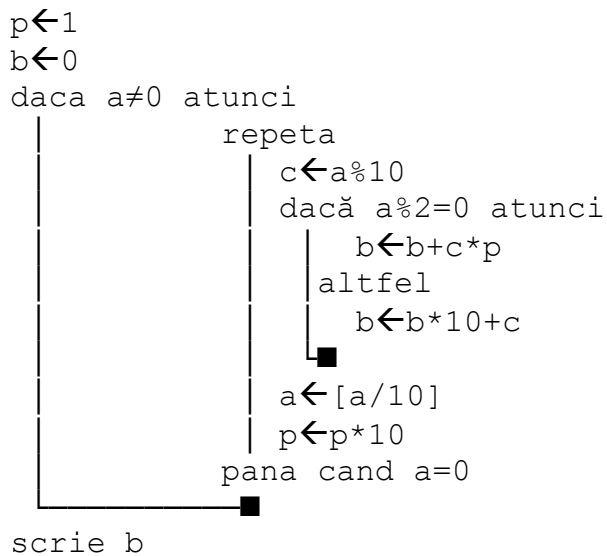 p🡨1
b🡨0
daca a≠0 atunci
repeta
c🡨a%10
dacă a%2=0 atunci
b🡨b+c*p
altfel
b🡨b*10+c
a🡨[a/10]
p🡨p*10
pana cand a=0
scrie b